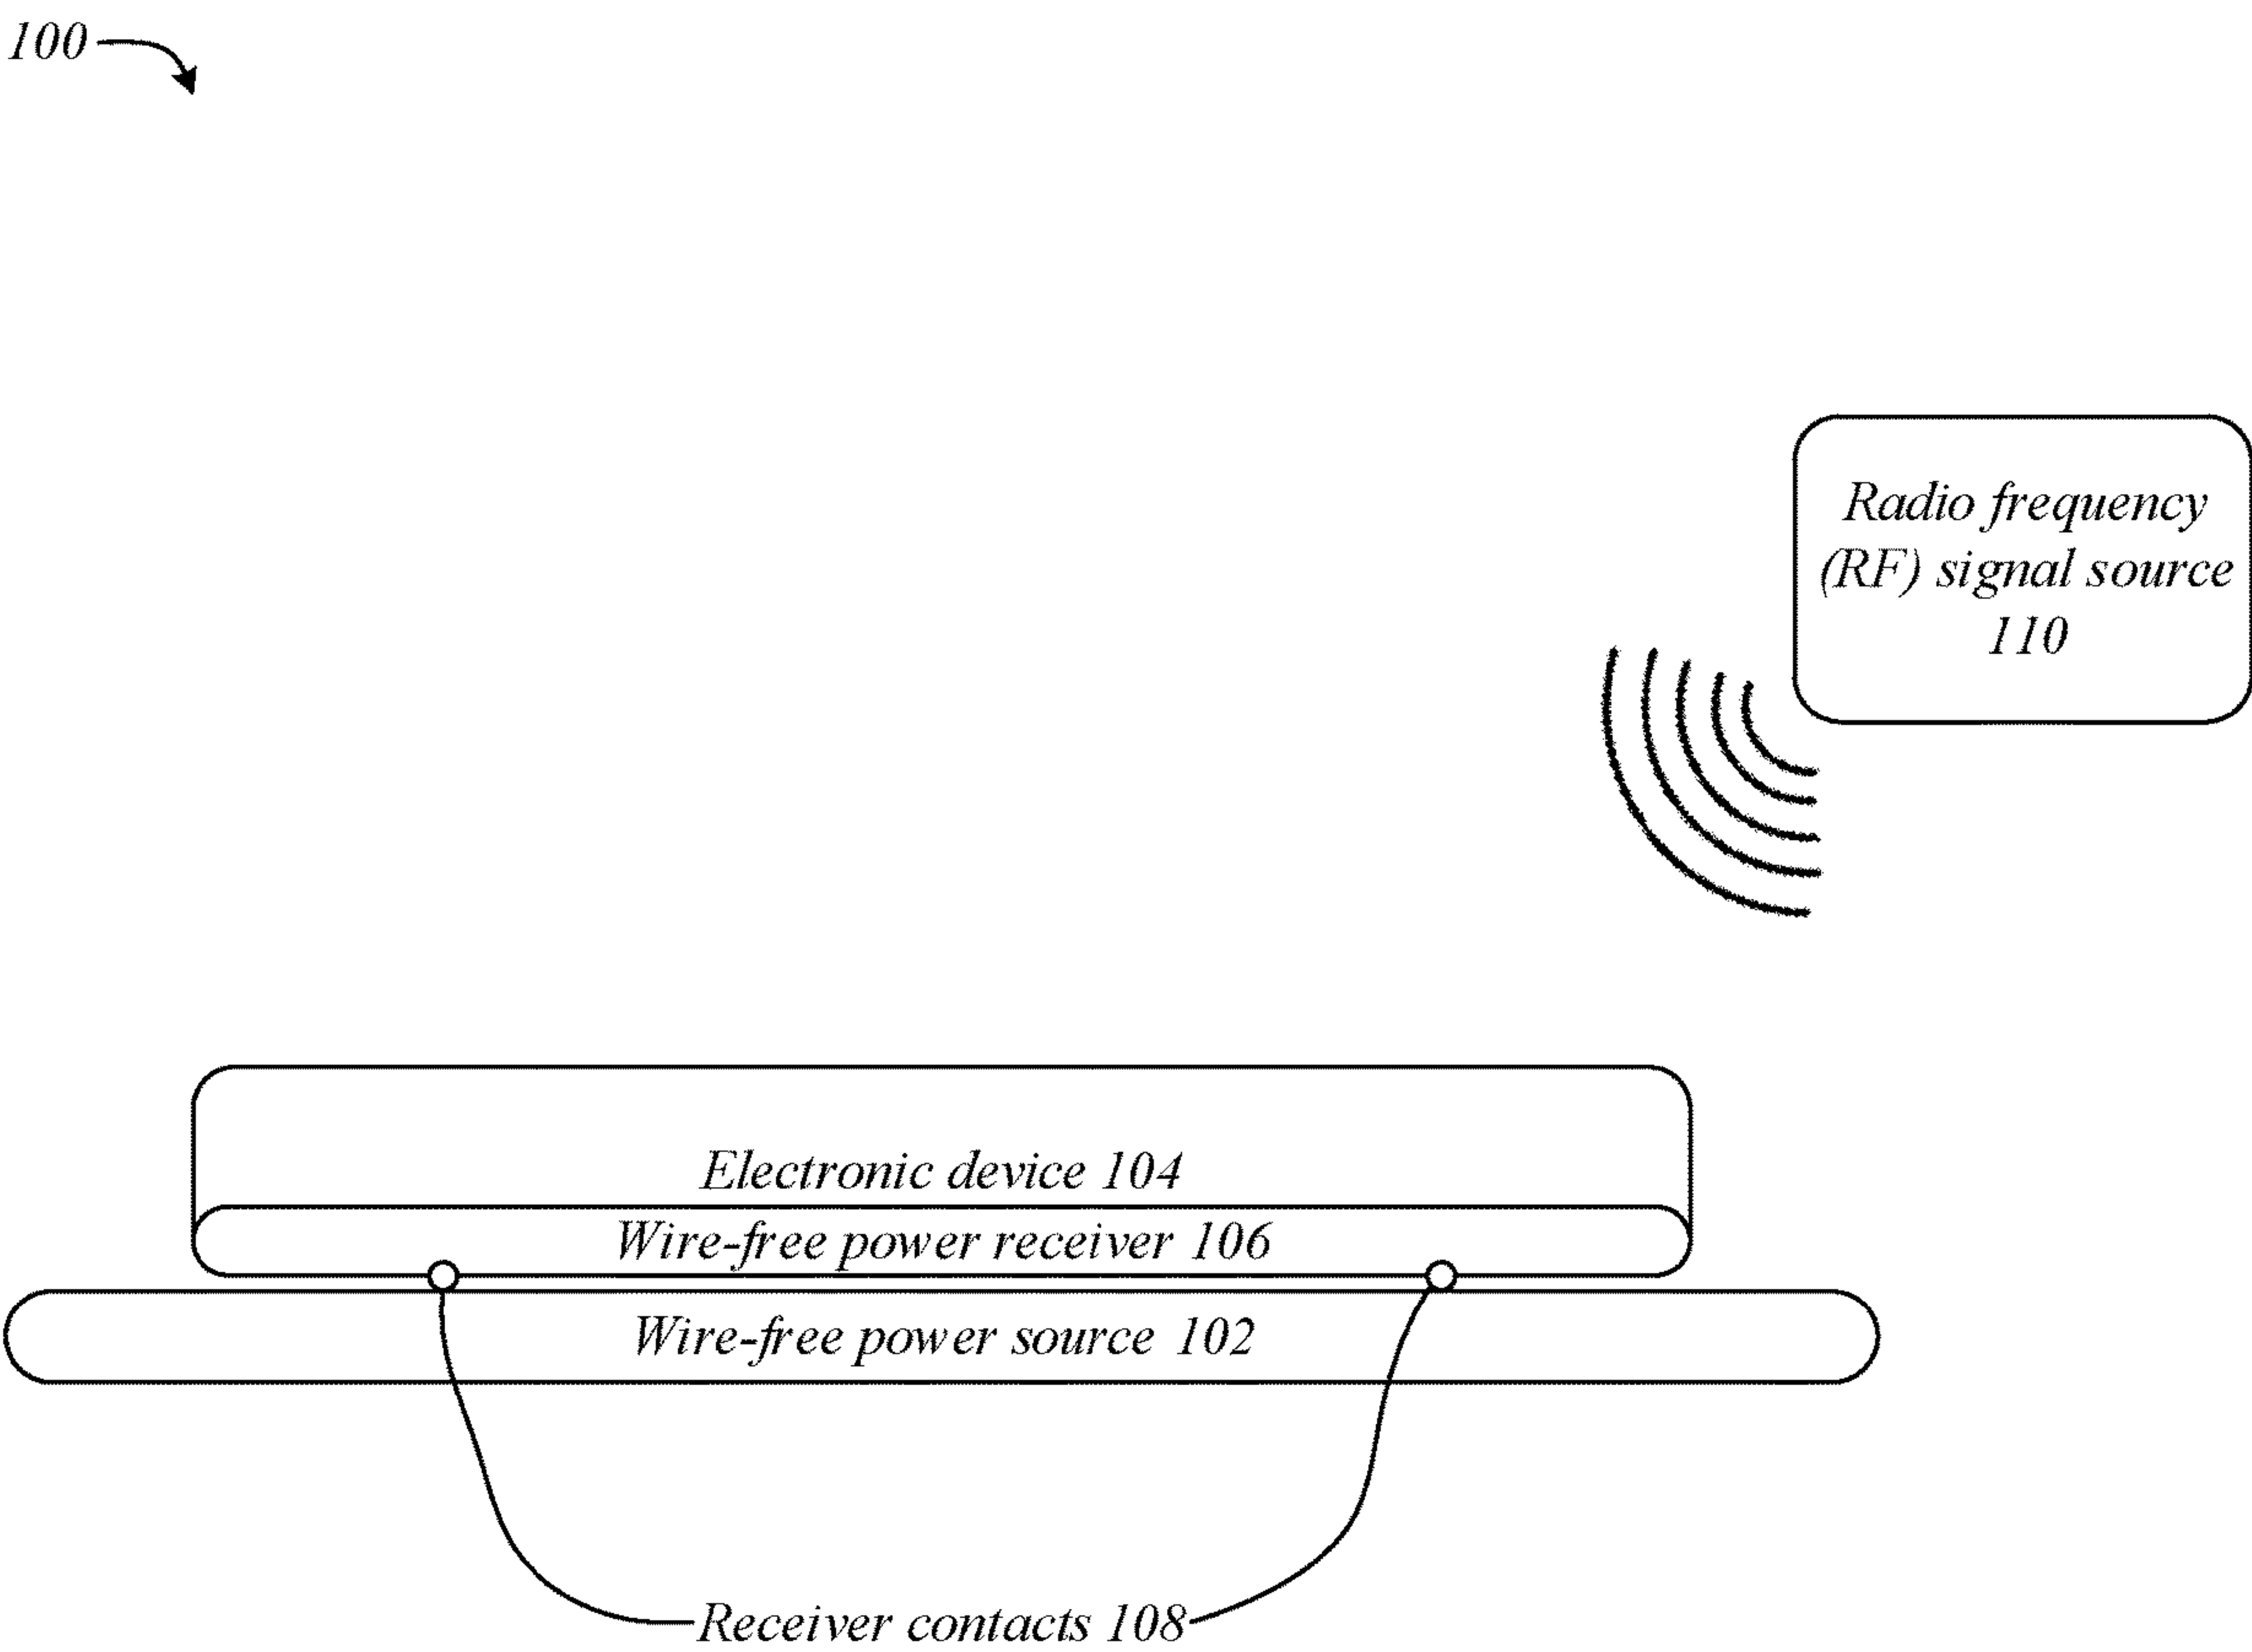 100
Radio frequency
(RF) signal source
110
Electronic device 104
Wire-free power receiver 106
Wire-free power source 102
Receiver contacts 108